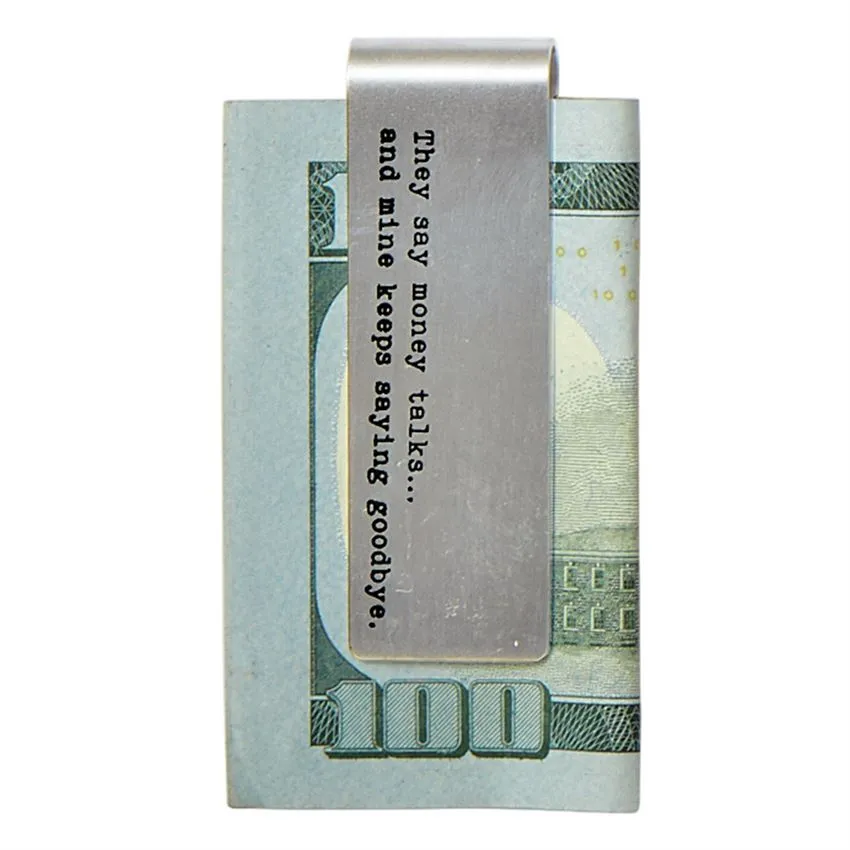 They say money talks...,
and mine keeps saying goodbye.
100